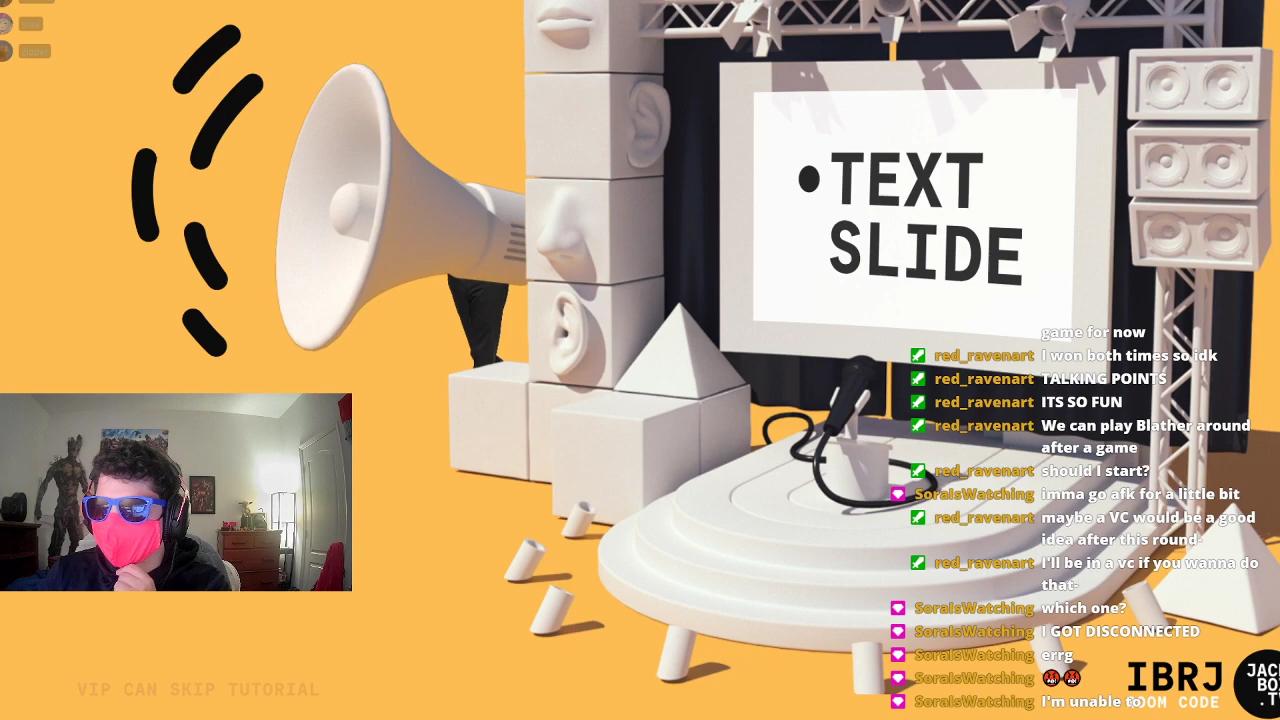 •TEXT
SLIDE
game for now
red_ravenart I won both times so idk
red_ravenart TALKING POINTS
red_ravenart ITS SO FUN
red_ravenart We can play Blather around
after a game
red_ravenart should I start?
SoraIsWatching imma go afk for a little bit
red_ravenart maybe a VC would be a good
idea after this round-
red_ravenart I'll be in a vc if you wanna do
that-
SoraIsWatching which one?
SoraIsWatching I GOT DISCONNECTED
SoraIsWatching errg
SoraIsWatching
SoraIsWatching I'm unable to
IBRJ
ROOM CODE
JACK
BOX
.TV
VIP CAN SKIP TUTORIAL